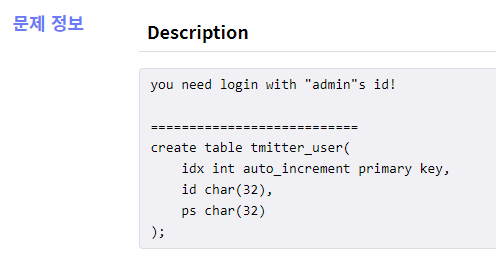 문제 정보
Description
you need login with "admin"s id!
===========================
create table tmitter_user(
    idx int auto_increment primary key,
    id char(32),
    ps char(32)
);